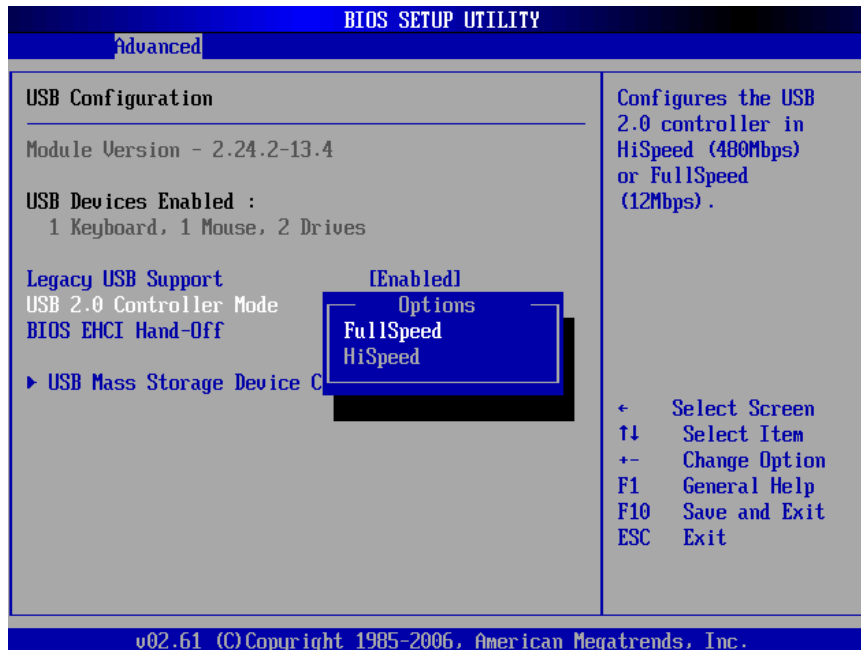 BIOS SETUP UTILITY
Advanced
USB Configuration
Module Version - 2.24.2-13.4
USB Devices Enabled :
1 Keyboard, 1 Mouse, 2 Drives
Legacy USB Support [Enabled]
USB 2.0 Controller Mode
BIOS EHCI Hand-Off
Options
FullSpeed
HiSpeed
► USB Mass Storage Device C
Configures the USB
2.0 controller in
HiSpeed (480Mbps)
or FullSpeed
(12Mbps).
← Select Screen
↑↓ Select Item
+- Change Option
F1 General Help
F10 Save and Exit
ESC Exit
v02.61 (C)Copyright 1985-2006, American Megatrends, Inc.